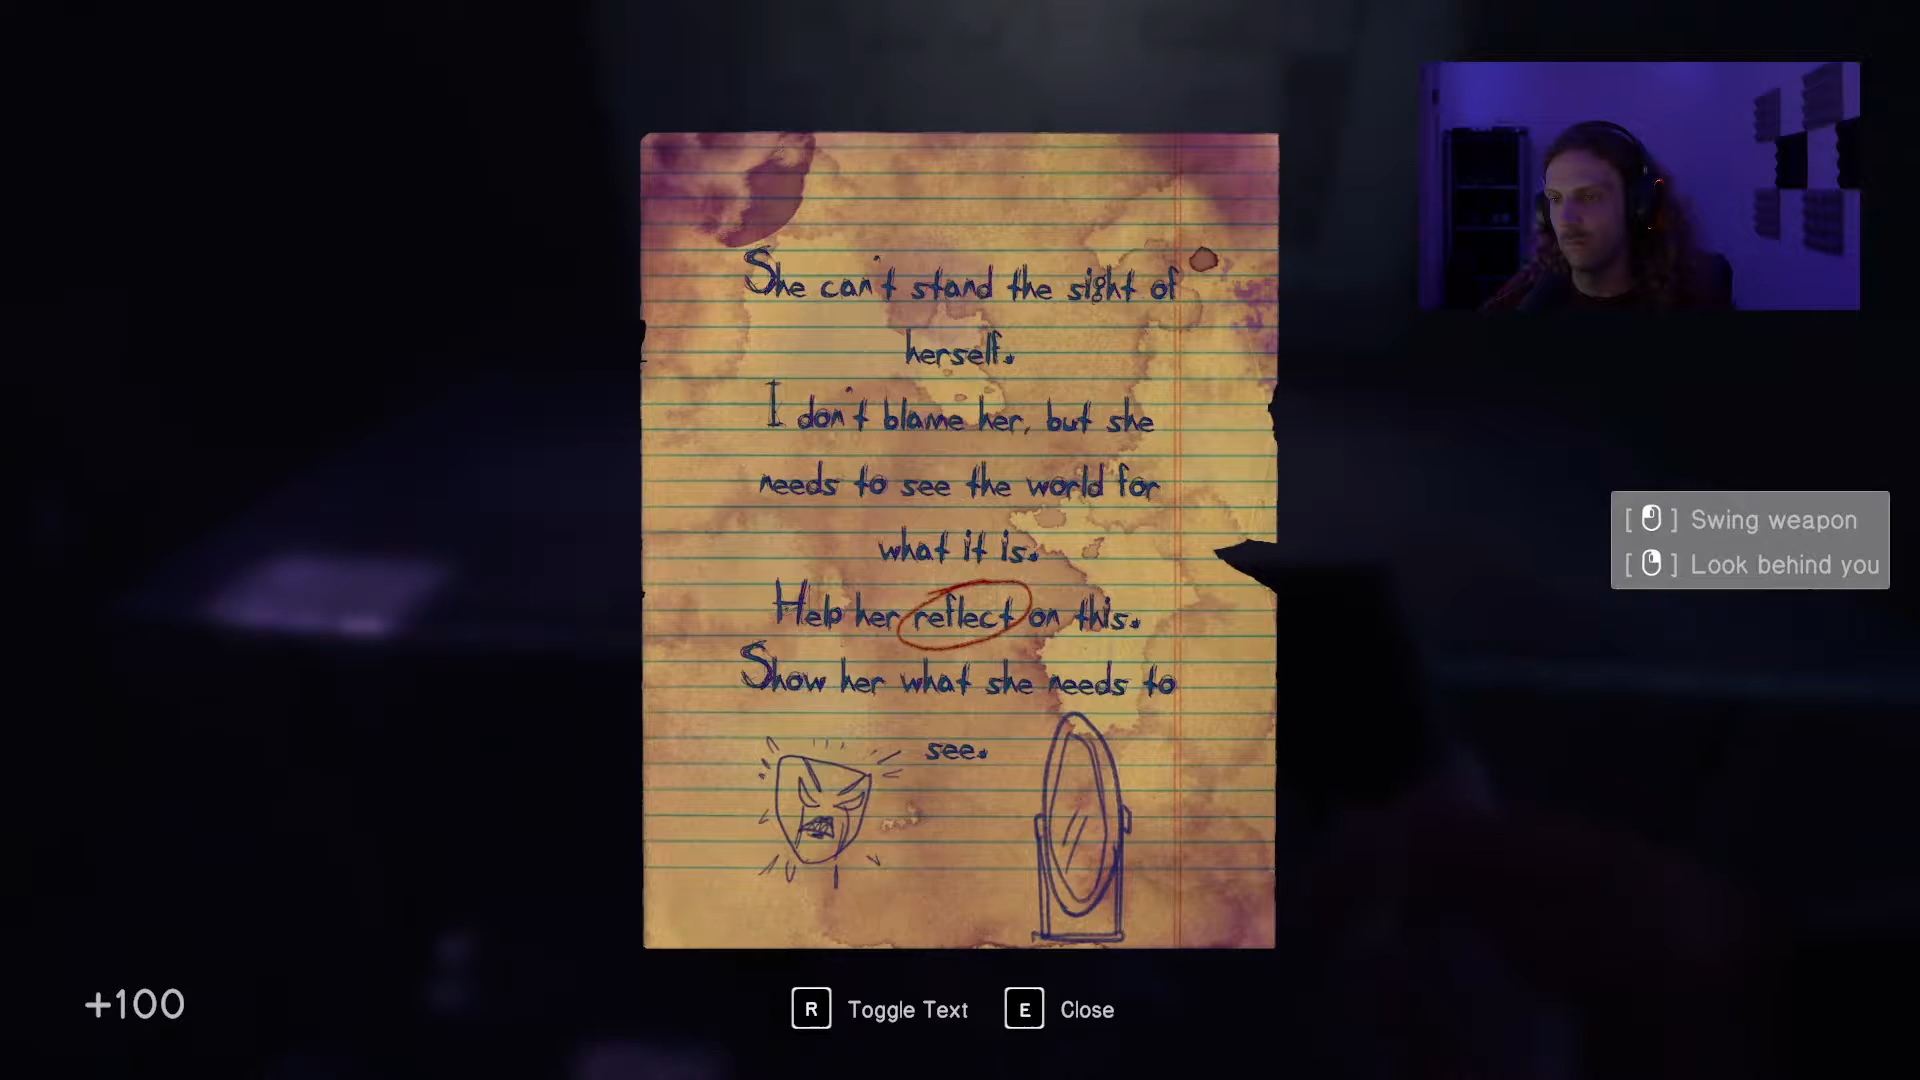 She can't stand the sight of
herself.
I don't blame her, but she
needs to see the world for
what it is.
Help her reflect on this.
Show her what she needs to
see.
[ ] Swing weapon
[ ] Look behind you
+100
R Toggle Text E Close